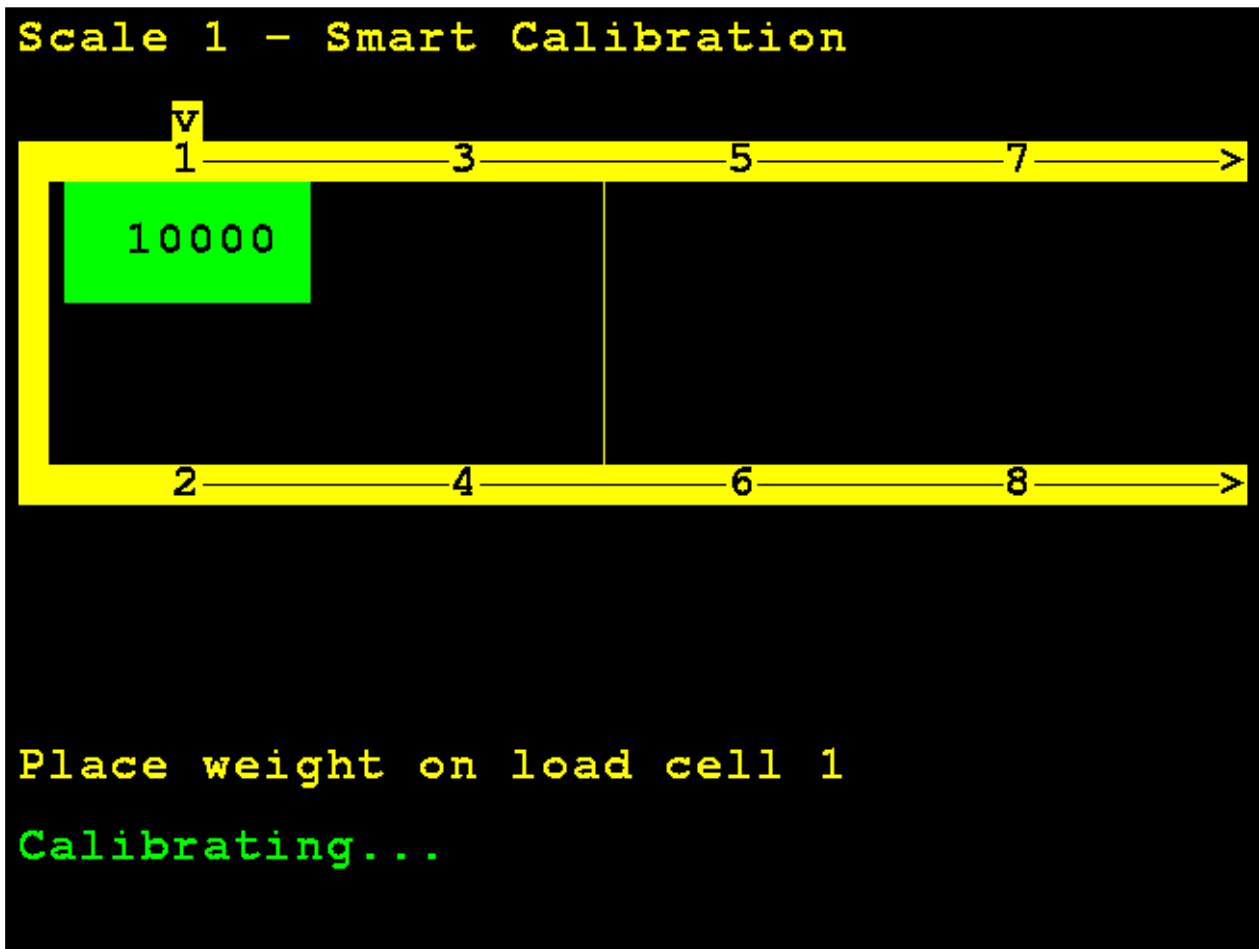 Scale 1 - Smart Calibration
v
1 3 5 7 >
10000
2 4 6 8 >
Place weight on load cell 1
Calibrating...